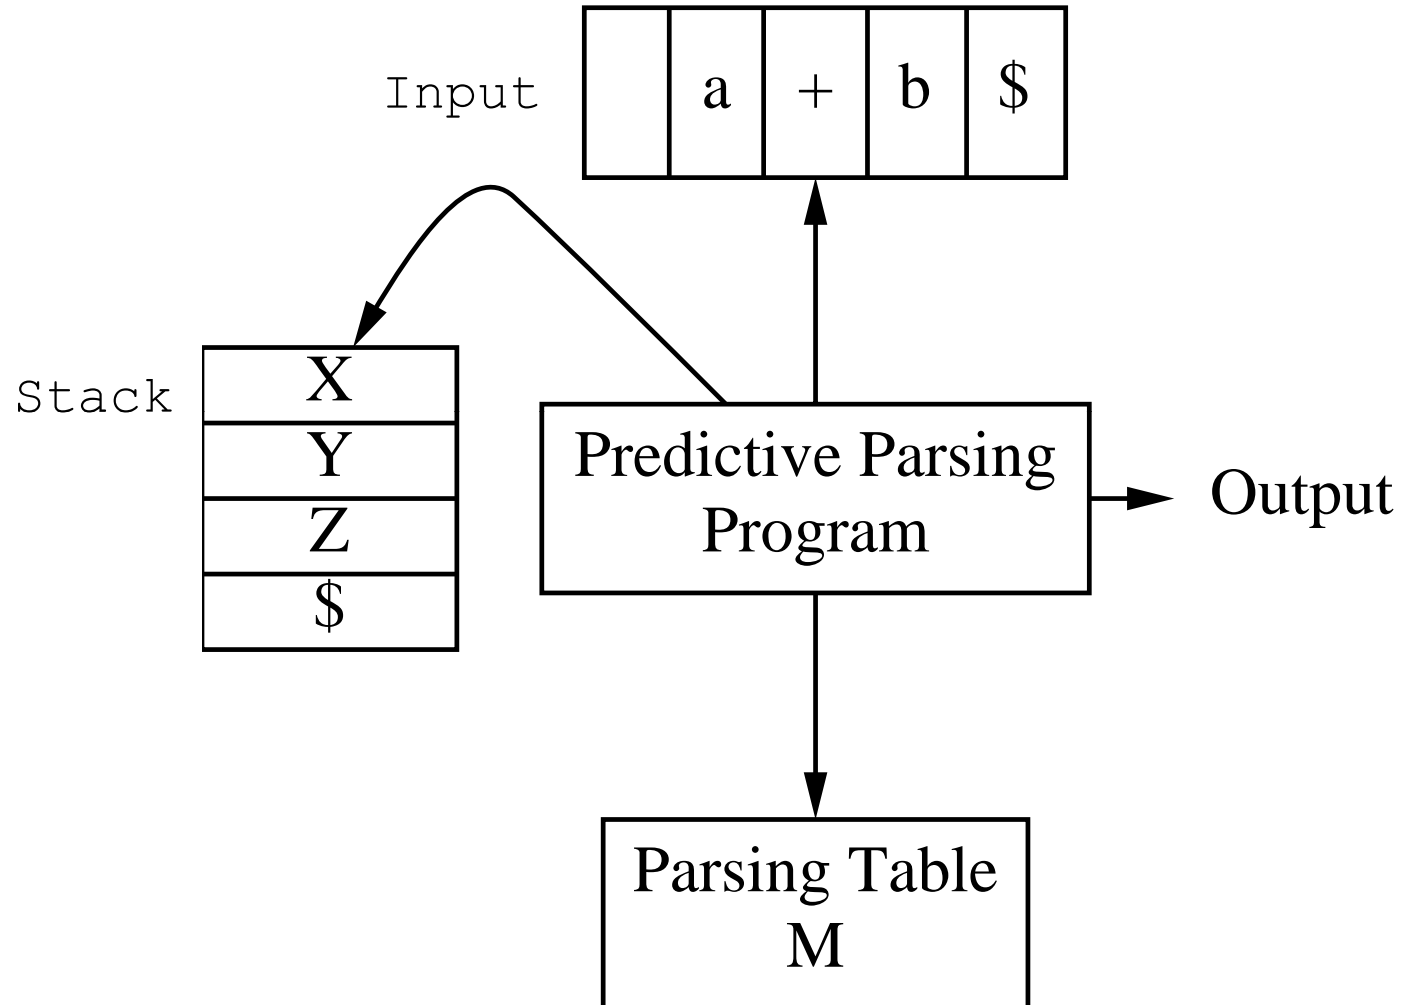 Input
a + b $
Stack
X
Y
Z
$
Predictive Parsing
Program
Output
Parsing Table
M